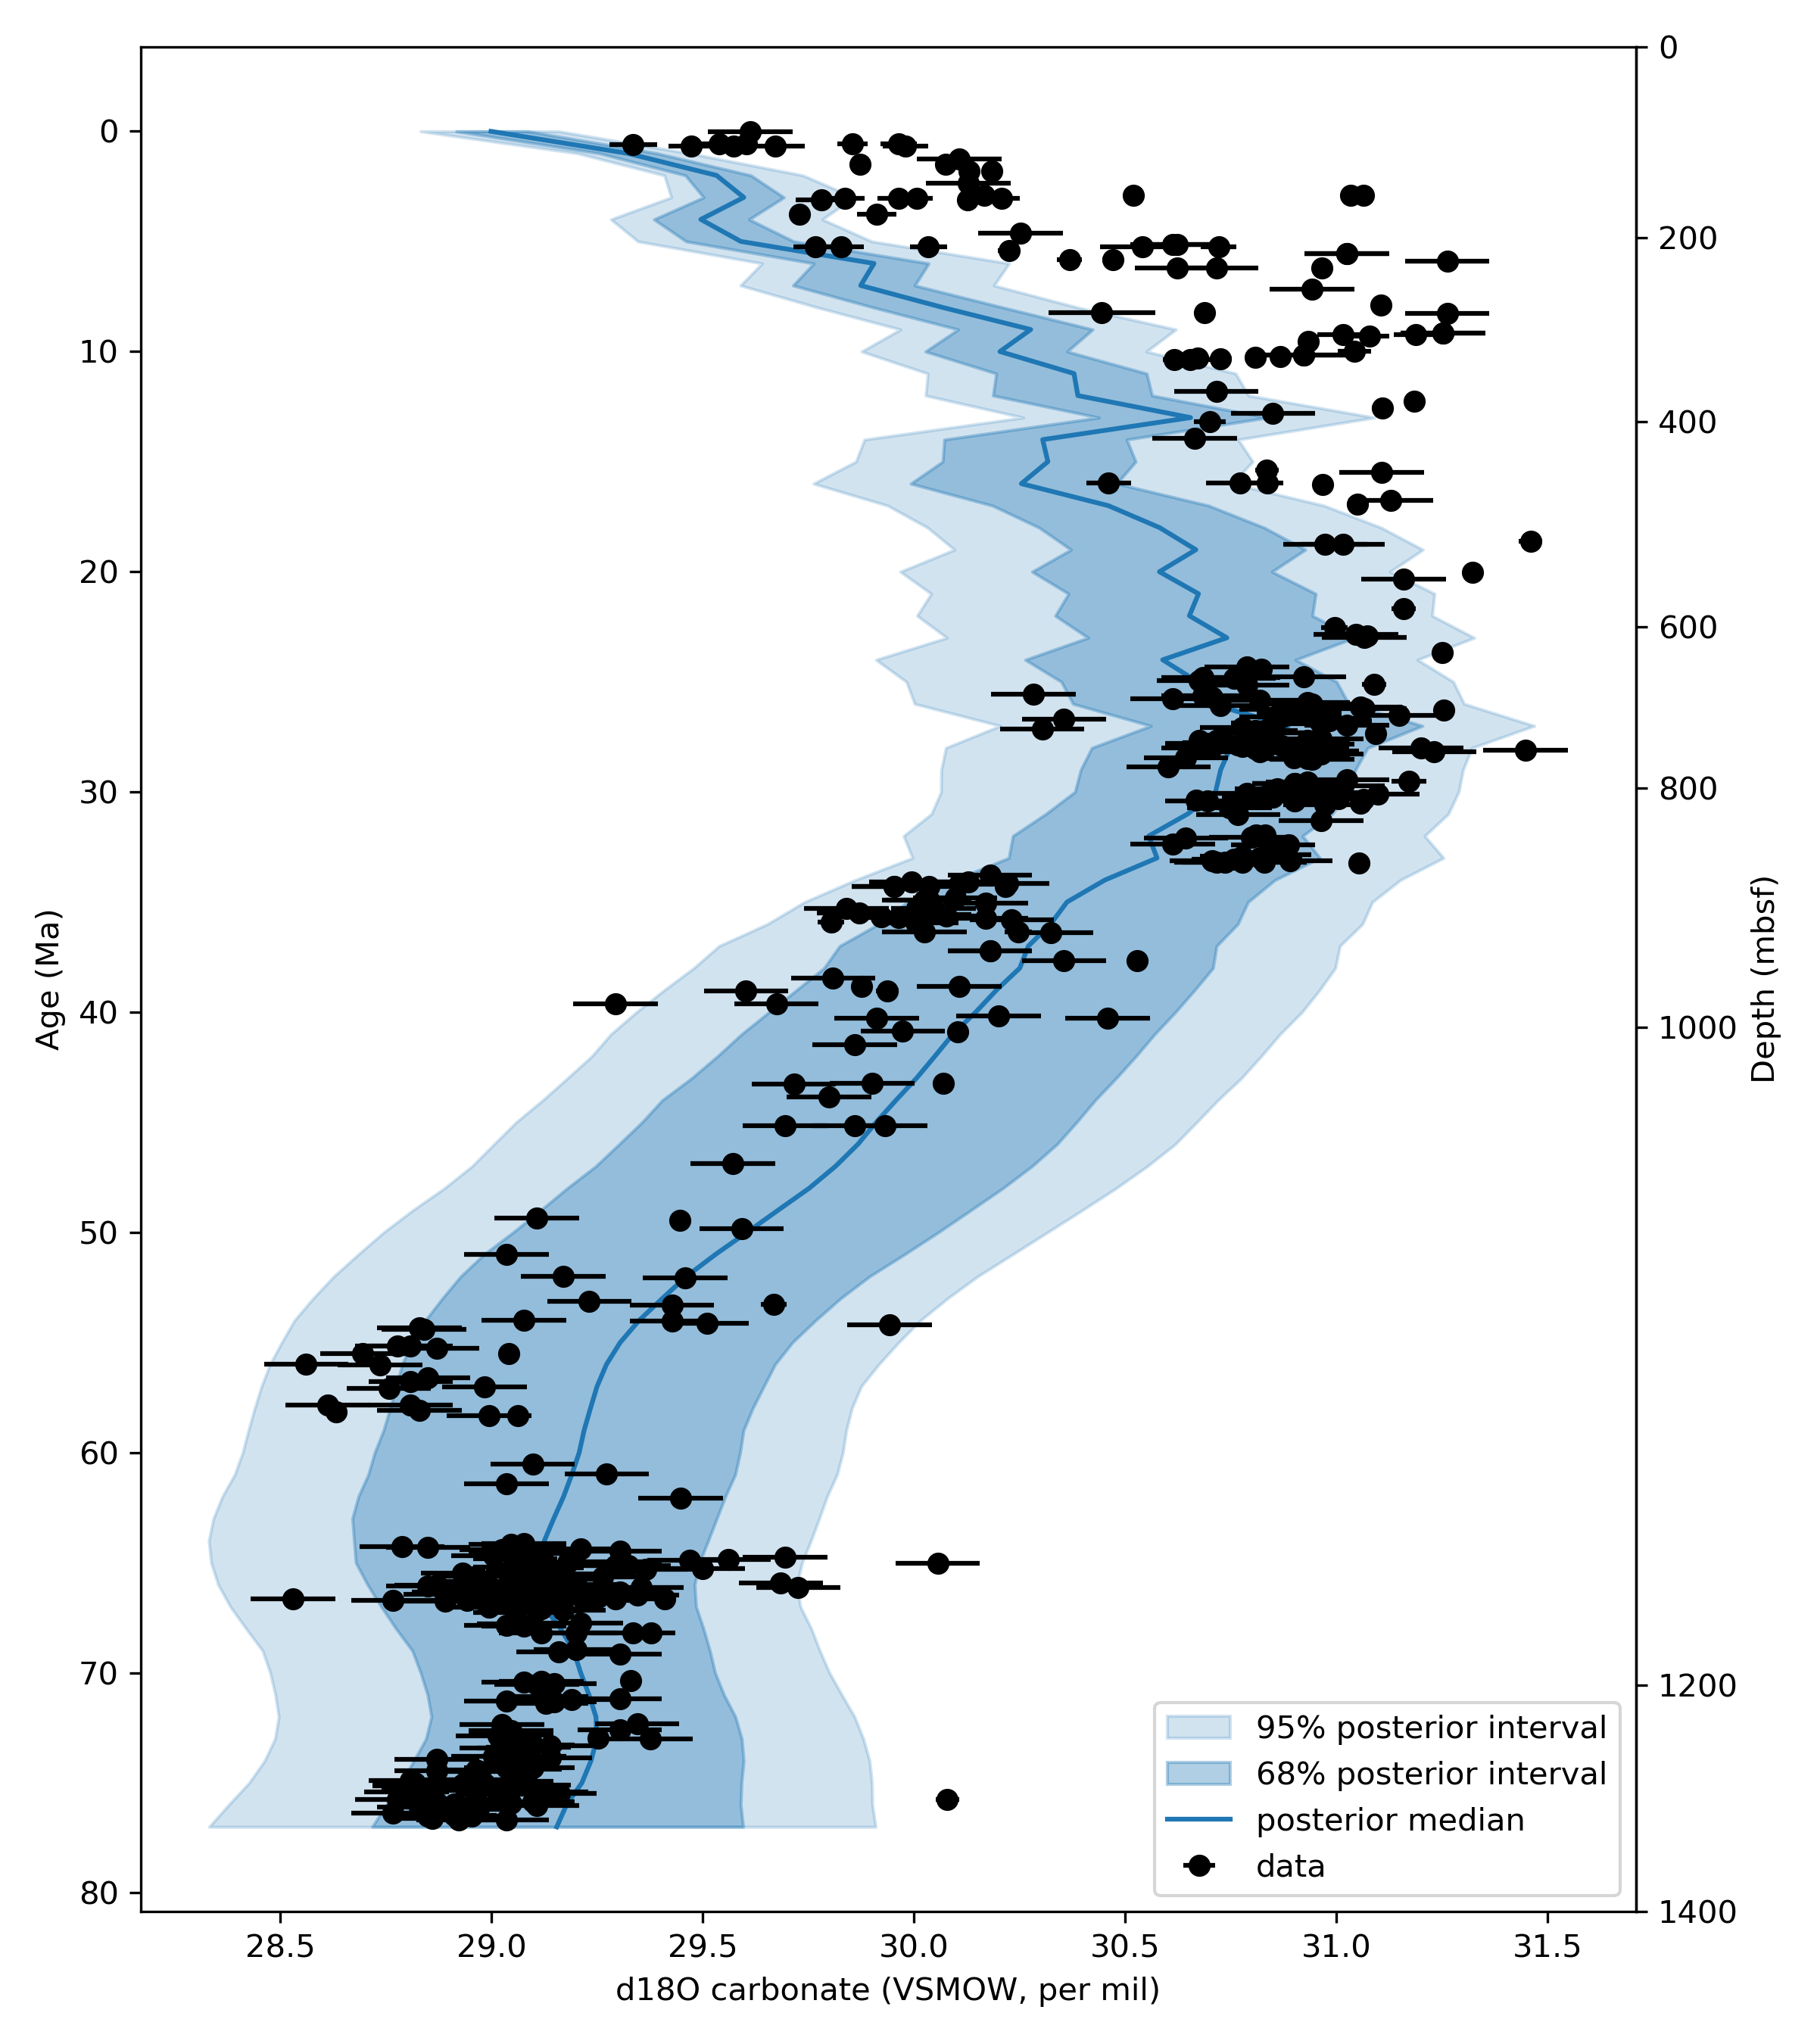 0
10
20
30
40
50
60
70
80
Age (Ma)
0
200
400
600
800
1000
1200
1400
Depth (mbsf)
28.5 29.0 29.5 30.0 30.5 31.0 31.5
d18O carbonate (VSMOW, per mil)
95% posterior interval
68% posterior interval
posterior median
data